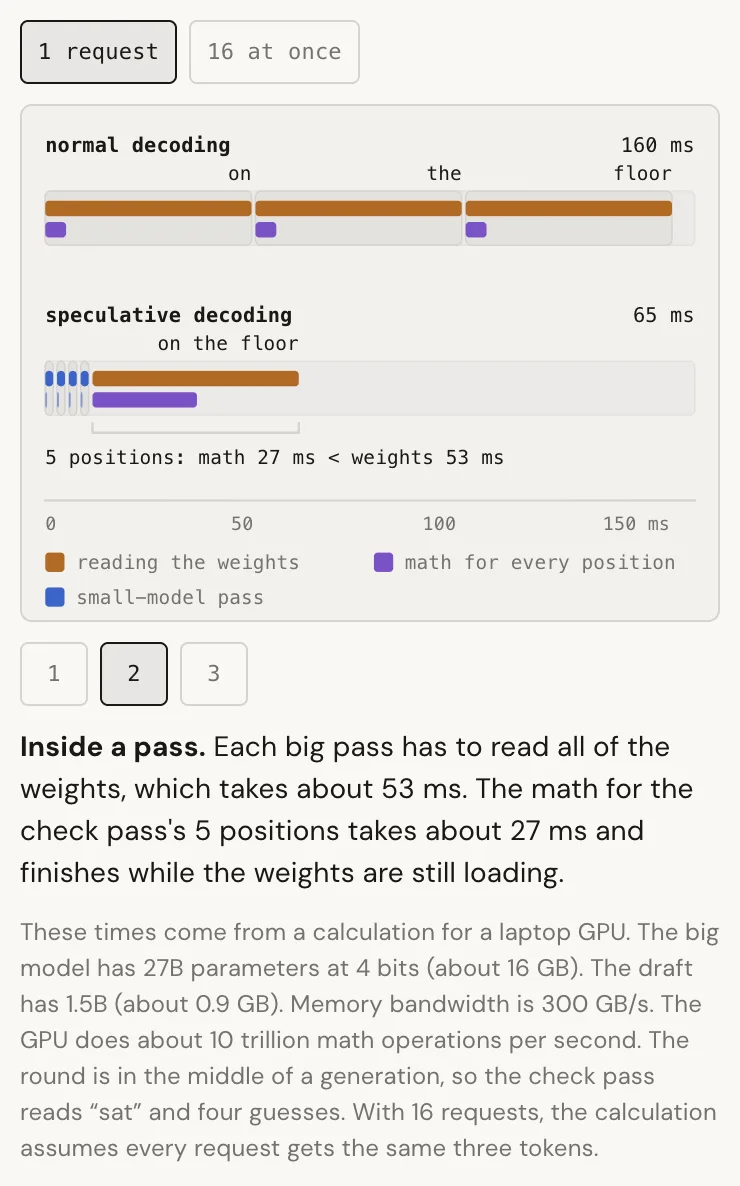 1 request
16 at once
normal decoding
160 ms
on
the
floor
speculative decoding
65 ms
on the floor
5 positions: math 27 ms < weights 53 ms
0
50
100
150 ms
reading the weights
math for every position
small-model pass
1
2
3
Inside a pass. Each big pass has to read all of the
weights, which takes about 53 ms. The math for the
check pass's 5 positions takes about 27 ms and
finishes while the weights are still loading.
These times come from a calculation for a laptop GPU. The big
model has 27B parameters at 4 bits (about 16 GB). The draft
has 1.5B (about 0.9 GB). Memory bandwidth is 300 GB/s. The
GPU does about 10 trillion math operations per second. The
round is in the middle of a generation, so the check pass
reads “sat” and four guesses. With 16 requests, the calculation
assumes every request gets the same three tokens.